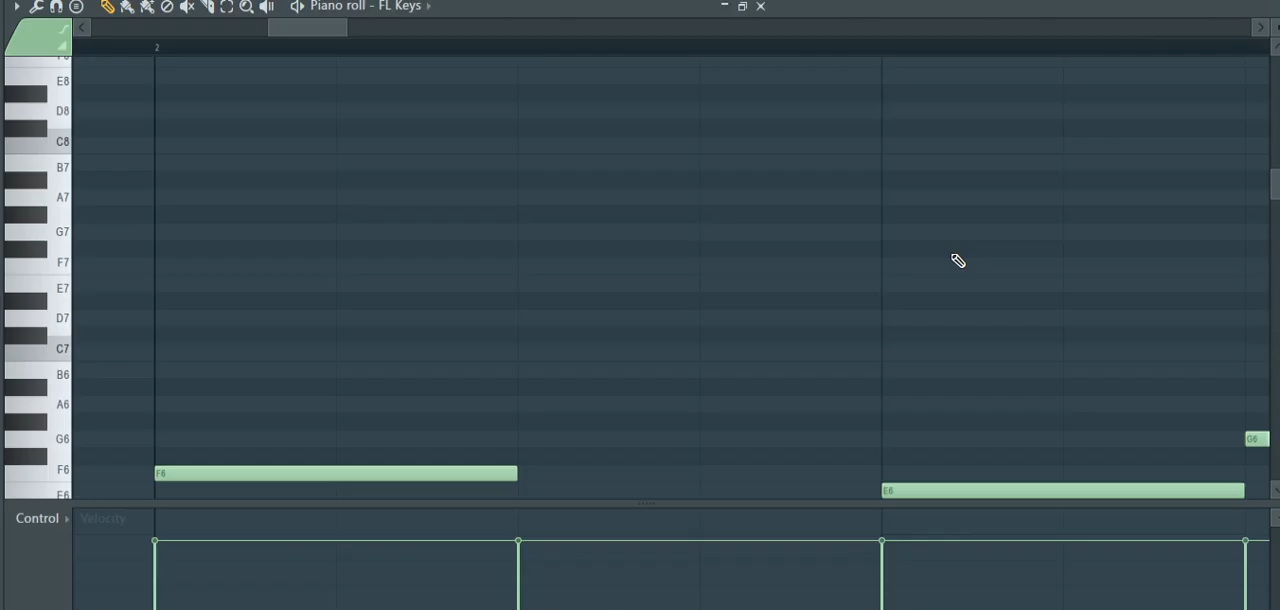 Piano roll - FL Keys
2
E8
D8
C8
B7
A7
G7
F7
E7
D7
C7
B6
A6
G6
G6
F6
F6
E6
E6
Control
Velocity